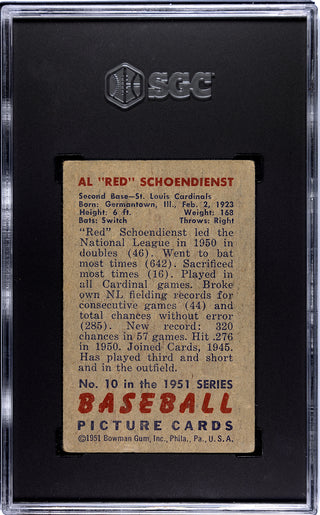 SGC
AL "RED" SCHOENDIENST
Second Base—St. Louis Cardinals
Born: Germantown, Ill., Feb. 2, 1923
Height: 6 ft. Weight: 168
Bats: Switch Throws: Right
"Red" Schoendienst led the
National League in 1950 in
doubles (46). Went to bat
most times (642). Sacrificed
most times (16). Played in
all Cardinal games. Broke
own NL fielding records for
consecutive games (44) and
total chances without error
(285). New record: 320
chances in 57 games. Hit .276
in 1950. Joined Cards, 1945.
Has played third and short
and in the outfield.
No. 10 in the 1951 SERIES
BASEBALL
PICTURE CARDS
©1951 Bowman Gum, Inc., Phila., Pa., U. S. A.